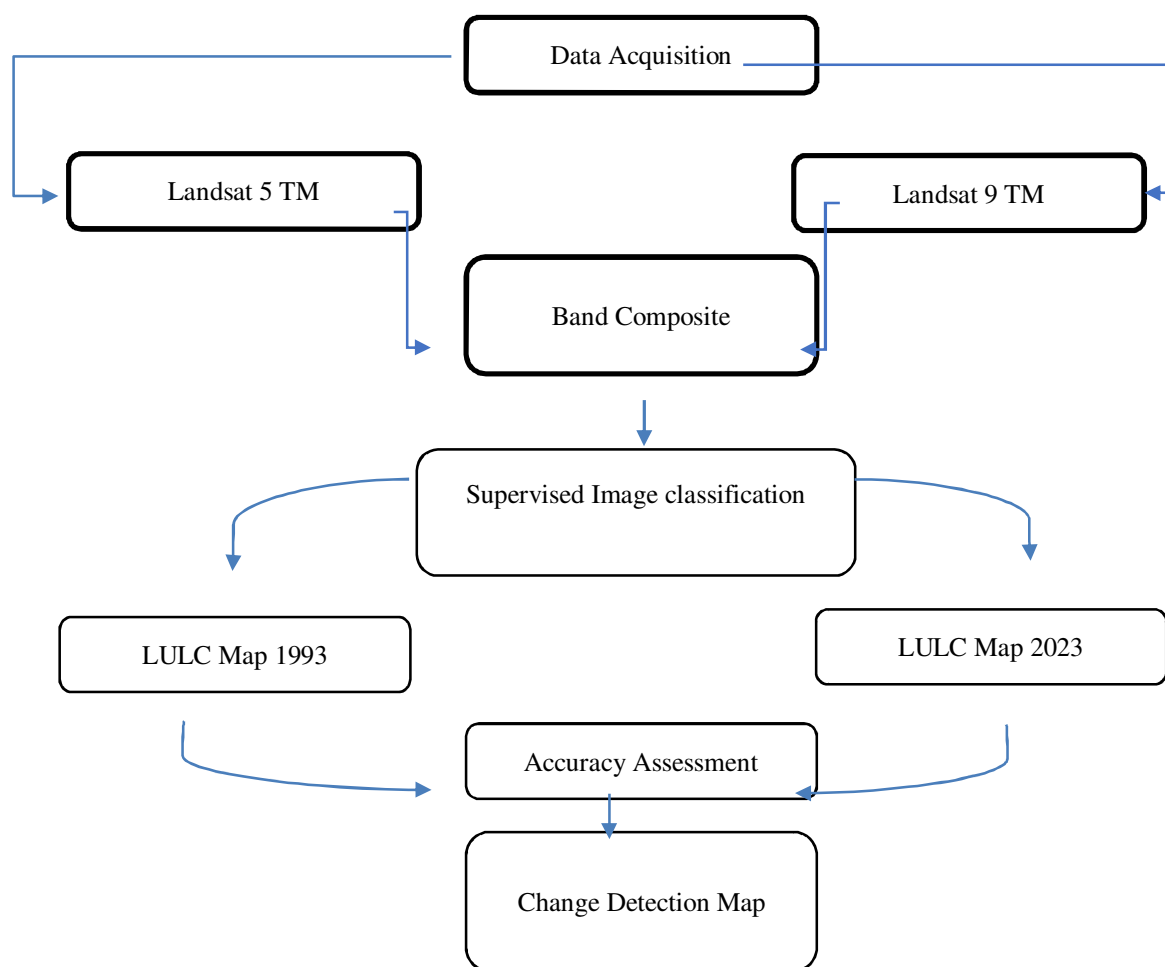 Data Acquisition
Landsat 5 TM
Landsat 9 TM
Band Composite
Supervised Image classification
LULC Map 1993
LULC Map 2023
Accuracy Assessment
Change Detection Map